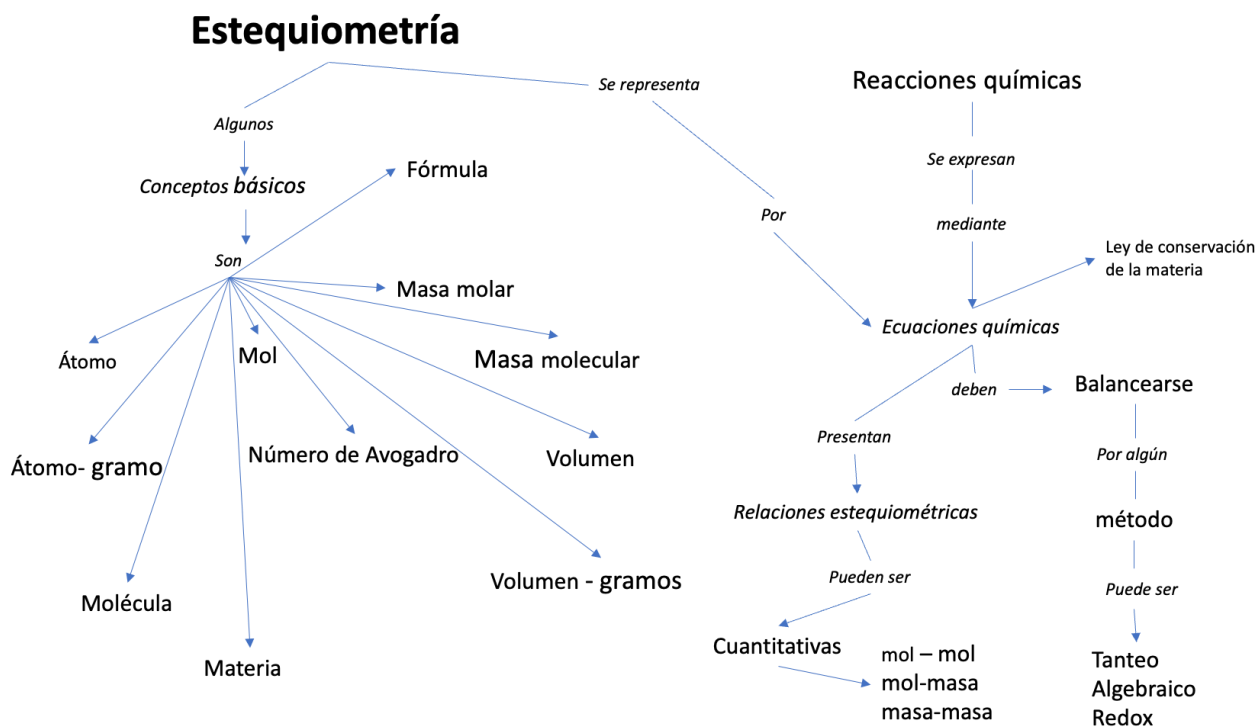 Estequiometría
Se representa
Reacciones químicas
Algunos
Se expresan
Fórmula
Conceptos básicos
Por
mediante
Ley de conservación
de la materia
Son
Masa molar
Ecuaciones químicas
Átomo
Mol
Masa molecular
deben
Balancearse
Presentan
Átomo- gramo
Número de Avogadro
Volumen
Por algún
Relaciones estequiométricas
método
Volumen - gramos
Pueden ser
Puede ser
Molécula
Materia
Cuantitativas
mol – mol
mol-masa
masa-masa
Tanteo
Algebraico
Redox